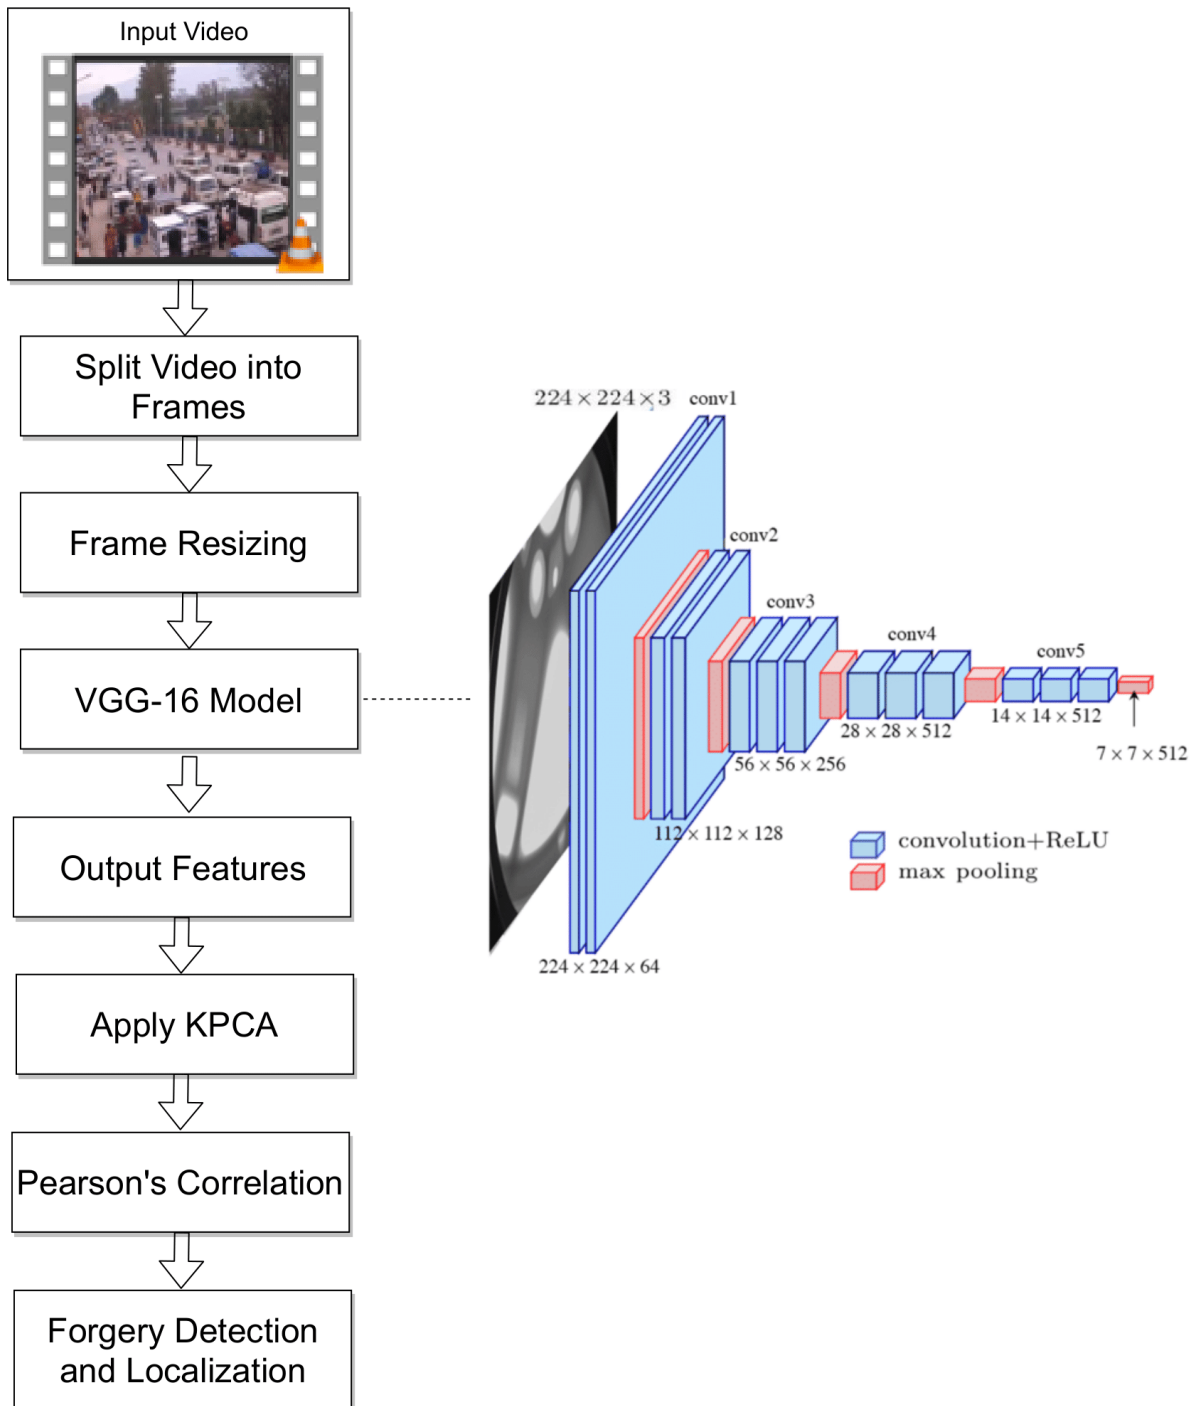 Input Video
Split Video into
Frames
Frame Resizing
VGG-16 Model
Output Features
Apply KPCA
Pearson's Correlation
Forgery Detection
and Localization
224 × 224 × 3
conv1
conv2
conv3
conv4
conv5
14 × 14 × 512
28 × 28 × 512
7 × 7 × 512
56 × 56 × 256
112 × 112 × 128
convolution+ReLU
max pooling
224 × 224 × 64